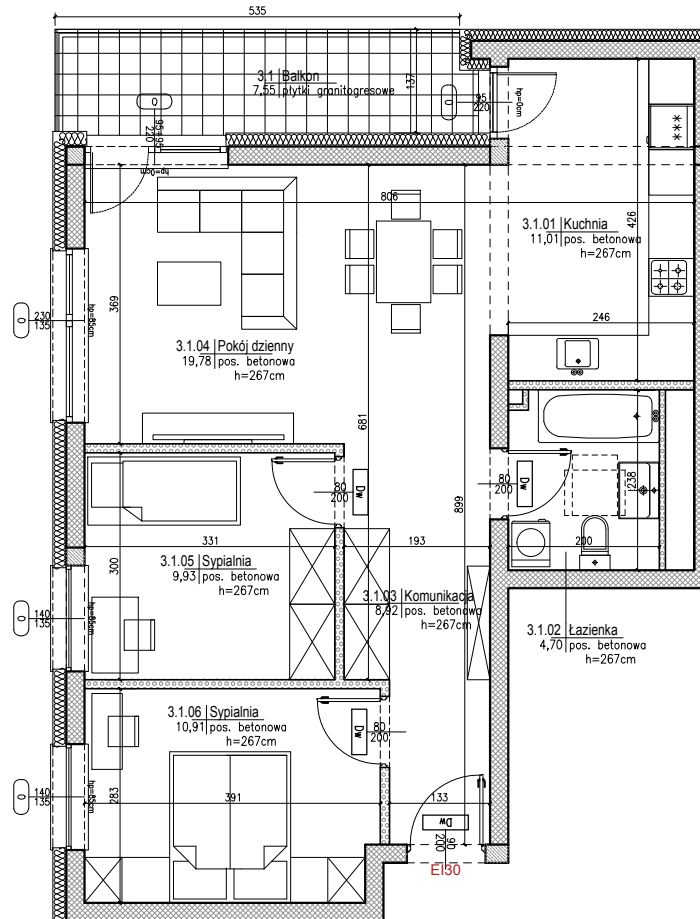 535
3.1 Balkon
7,55 płytki granitogresowe
137
95
220
hp=0cm
95+95
220
hp=0cm
806
3.1.01 Kuchnia
11,01 pos. betonowa
h=267cm
426
246
369
230
135
hp=85cm
3.1.04 Pokój dzienny
19,78 pos. betonowa
h=267cm
681
899
238
80
200
Dw
80
200
Dw
331
193
200
300
3.1.05 Sypialnia
9,93 pos. betonowa
h=267cm
3.1.03 Komunikacja
8,92 pos. betonowa
h=267cm
140
135
hp=85cm
3.1.02 Łazienka
4,70 pos. betonowa
h=267cm
3.1.06 Sypialnia
10,91 pos. betonowa
h=267cm
80
200
Dw
140
135
hp=85cm
283
391
133
Dw
90
200
EI30